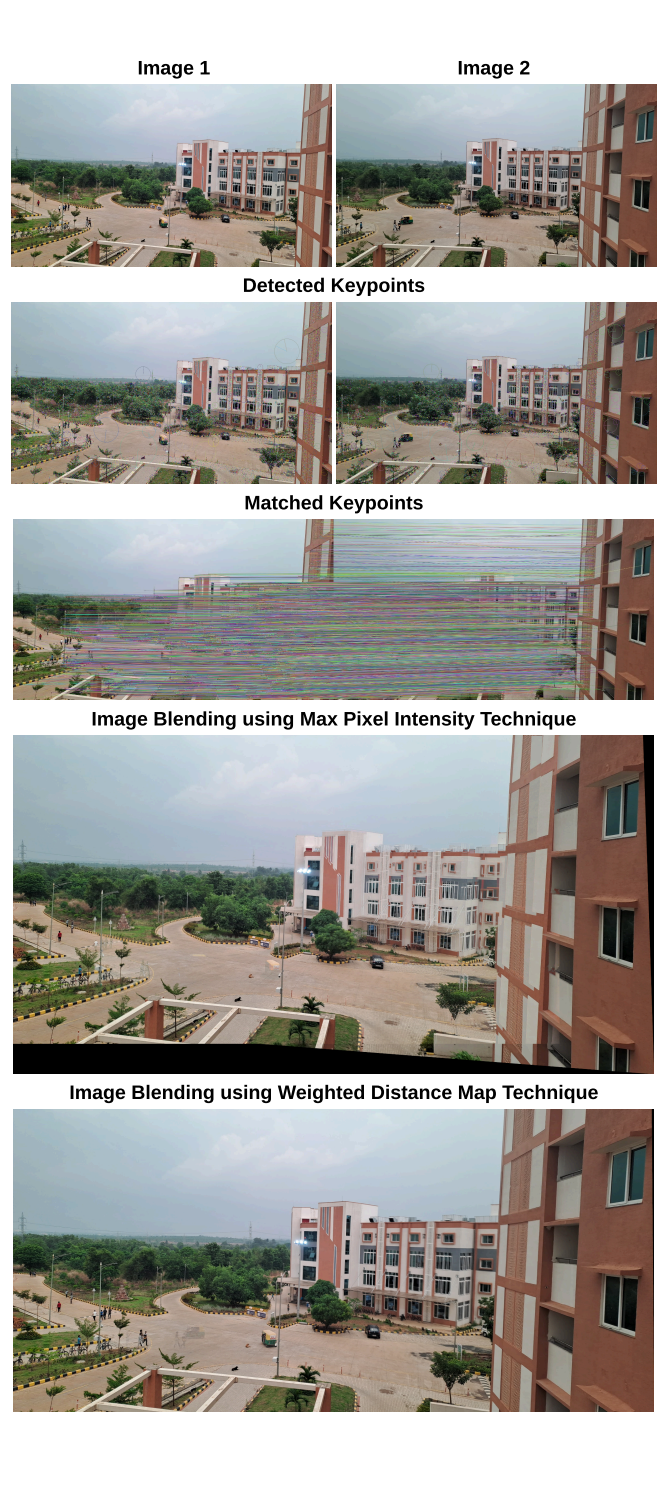 Image 1
Image 2
Detected Keypoints
Matched Keypoints
Image Blending using Max Pixel Intensity Technique
Image Blending using Weighted Distance Map Technique